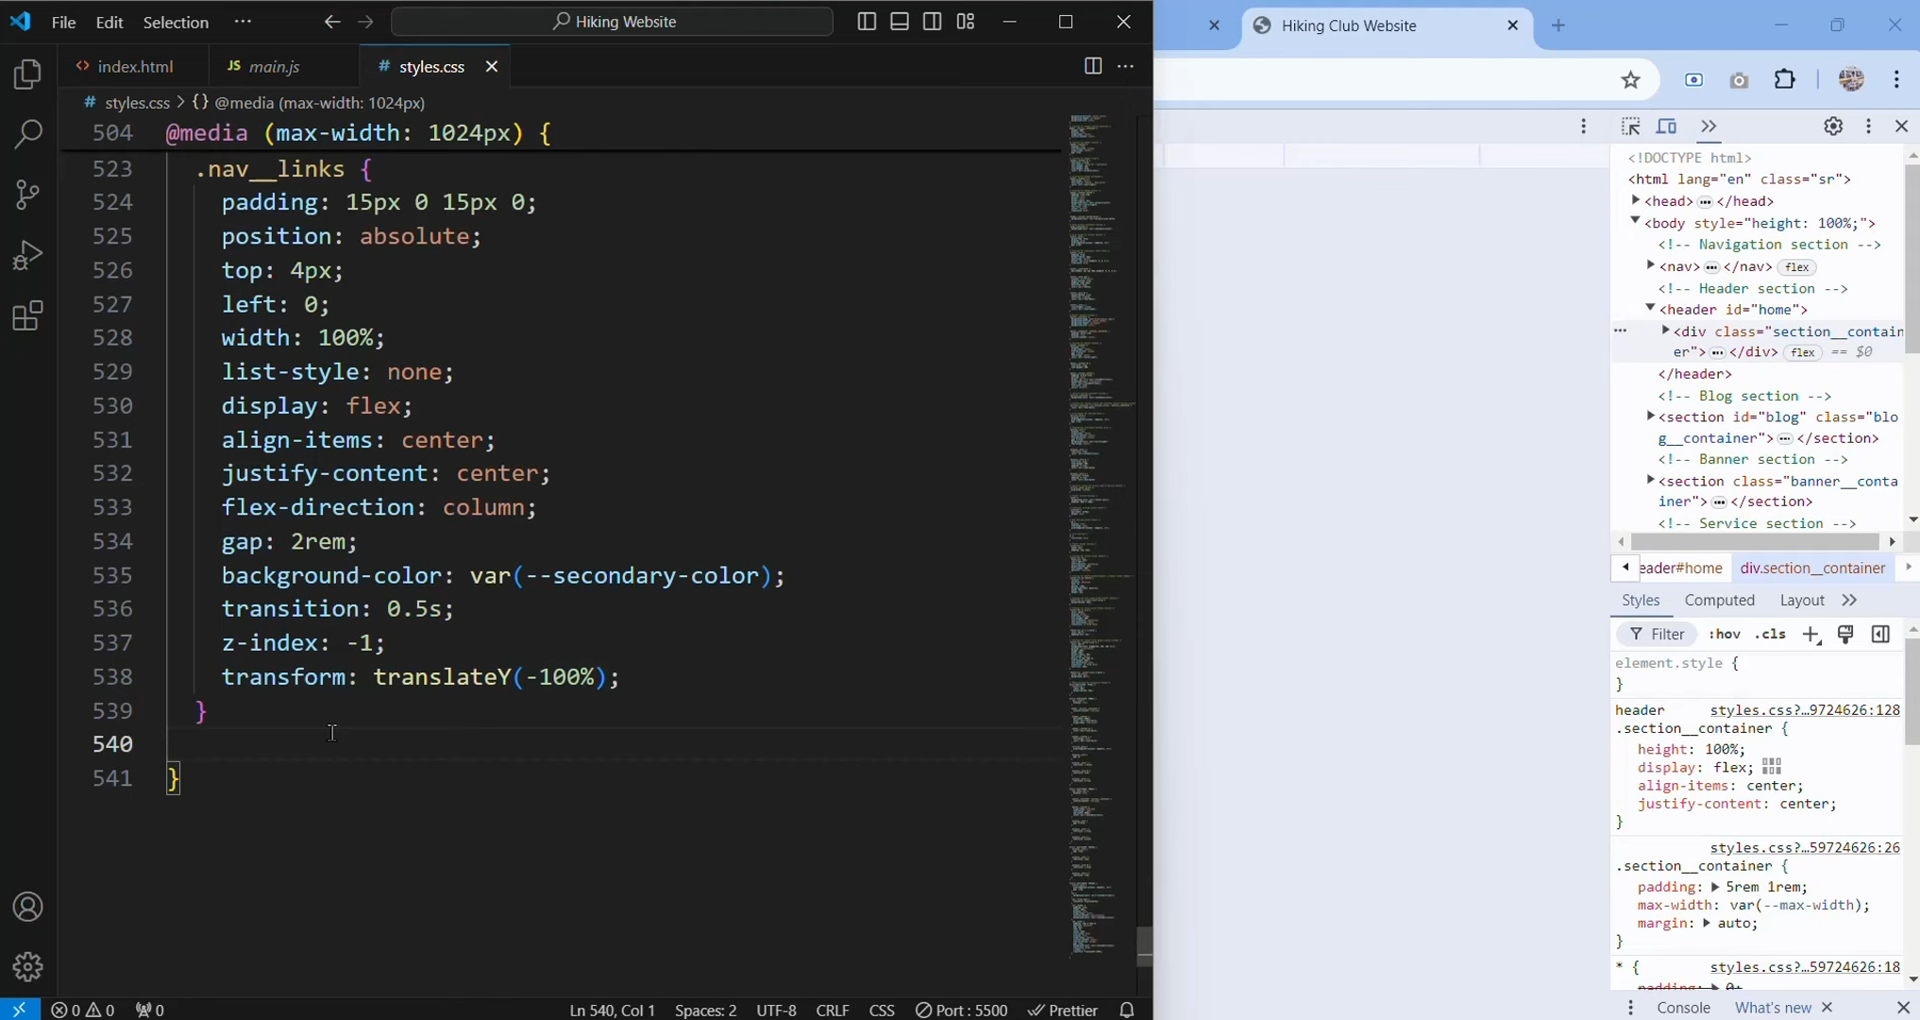 File Edit Selection ··· Hiking Website
index.html JS main.js # styles.css
# styles.css > {} @media (max-width: 1024px)
504 @media (max-width: 1024px) {
523 .nav__links {
524 padding: 15px 0 15px 0;
525 position: absolute;
526 top: 4px;
527 left: 0;
528 width: 100%;
529 list-style: none;
530 display: flex;
531 align-items: center;
532 justify-content: center;
533 flex-direction: column;
534 gap: 2rem;
535 background-color: var(--secondary-color);
536 transition: 0.5s;
537 z-index: -1;
538 transform: translateY(-100%);
539 }
540
541 }
0 0 0 Ln 540, Col 1 Spaces: 2 UTF-8 CRLF CSS Port : 5500 Prettier
Hiking Club Website
<!DOCTYPE html>
<html lang="en" class="sr">
<head> ··· </head>
<body style="height: 100%;">
<!-- Navigation section -->
<nav> ··· </nav> flex
<!-- Header section -->
<header id="home">
··· <div class="section__contain
er"> ··· </div> flex == $0
</header>
<!-- Blog section -->
<section id="blog" class="blo
g__container"> ··· </section>
<!-- Banner section -->
<section class="banner__conta
iner"> ··· </section>
<!-- Service section -->
eader#home div.section__container
Styles Computed Layout
Filter :hov .cls
element.style {
}
header styles.css?…9724626:128
.section__container {
height: 100%;
display: flex;
align-items: center;
justify-content: center;
}
styles.css?…59724626:26
.section__container {
padding: 5rem 1rem;
max-width: var(--max-width);
margin: auto;
}
* { styles.css?…59724626:18
padding: 0;
Console What's new